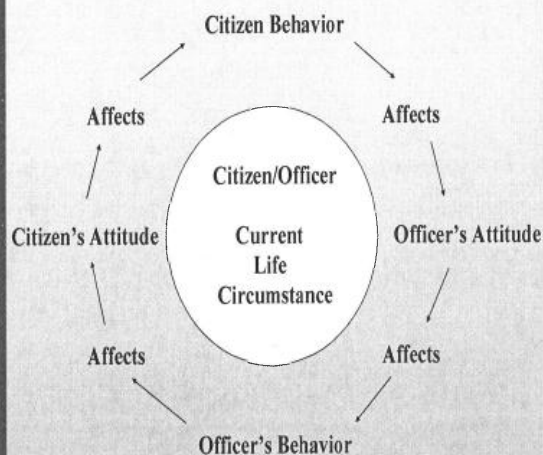 Citizen Behavior
Affects
Affects
Citizen/Officer
Citizen's Attitude
Current
Officer's Attitude
Life
Circumstance
Affects
Affects
Officer's Behavior